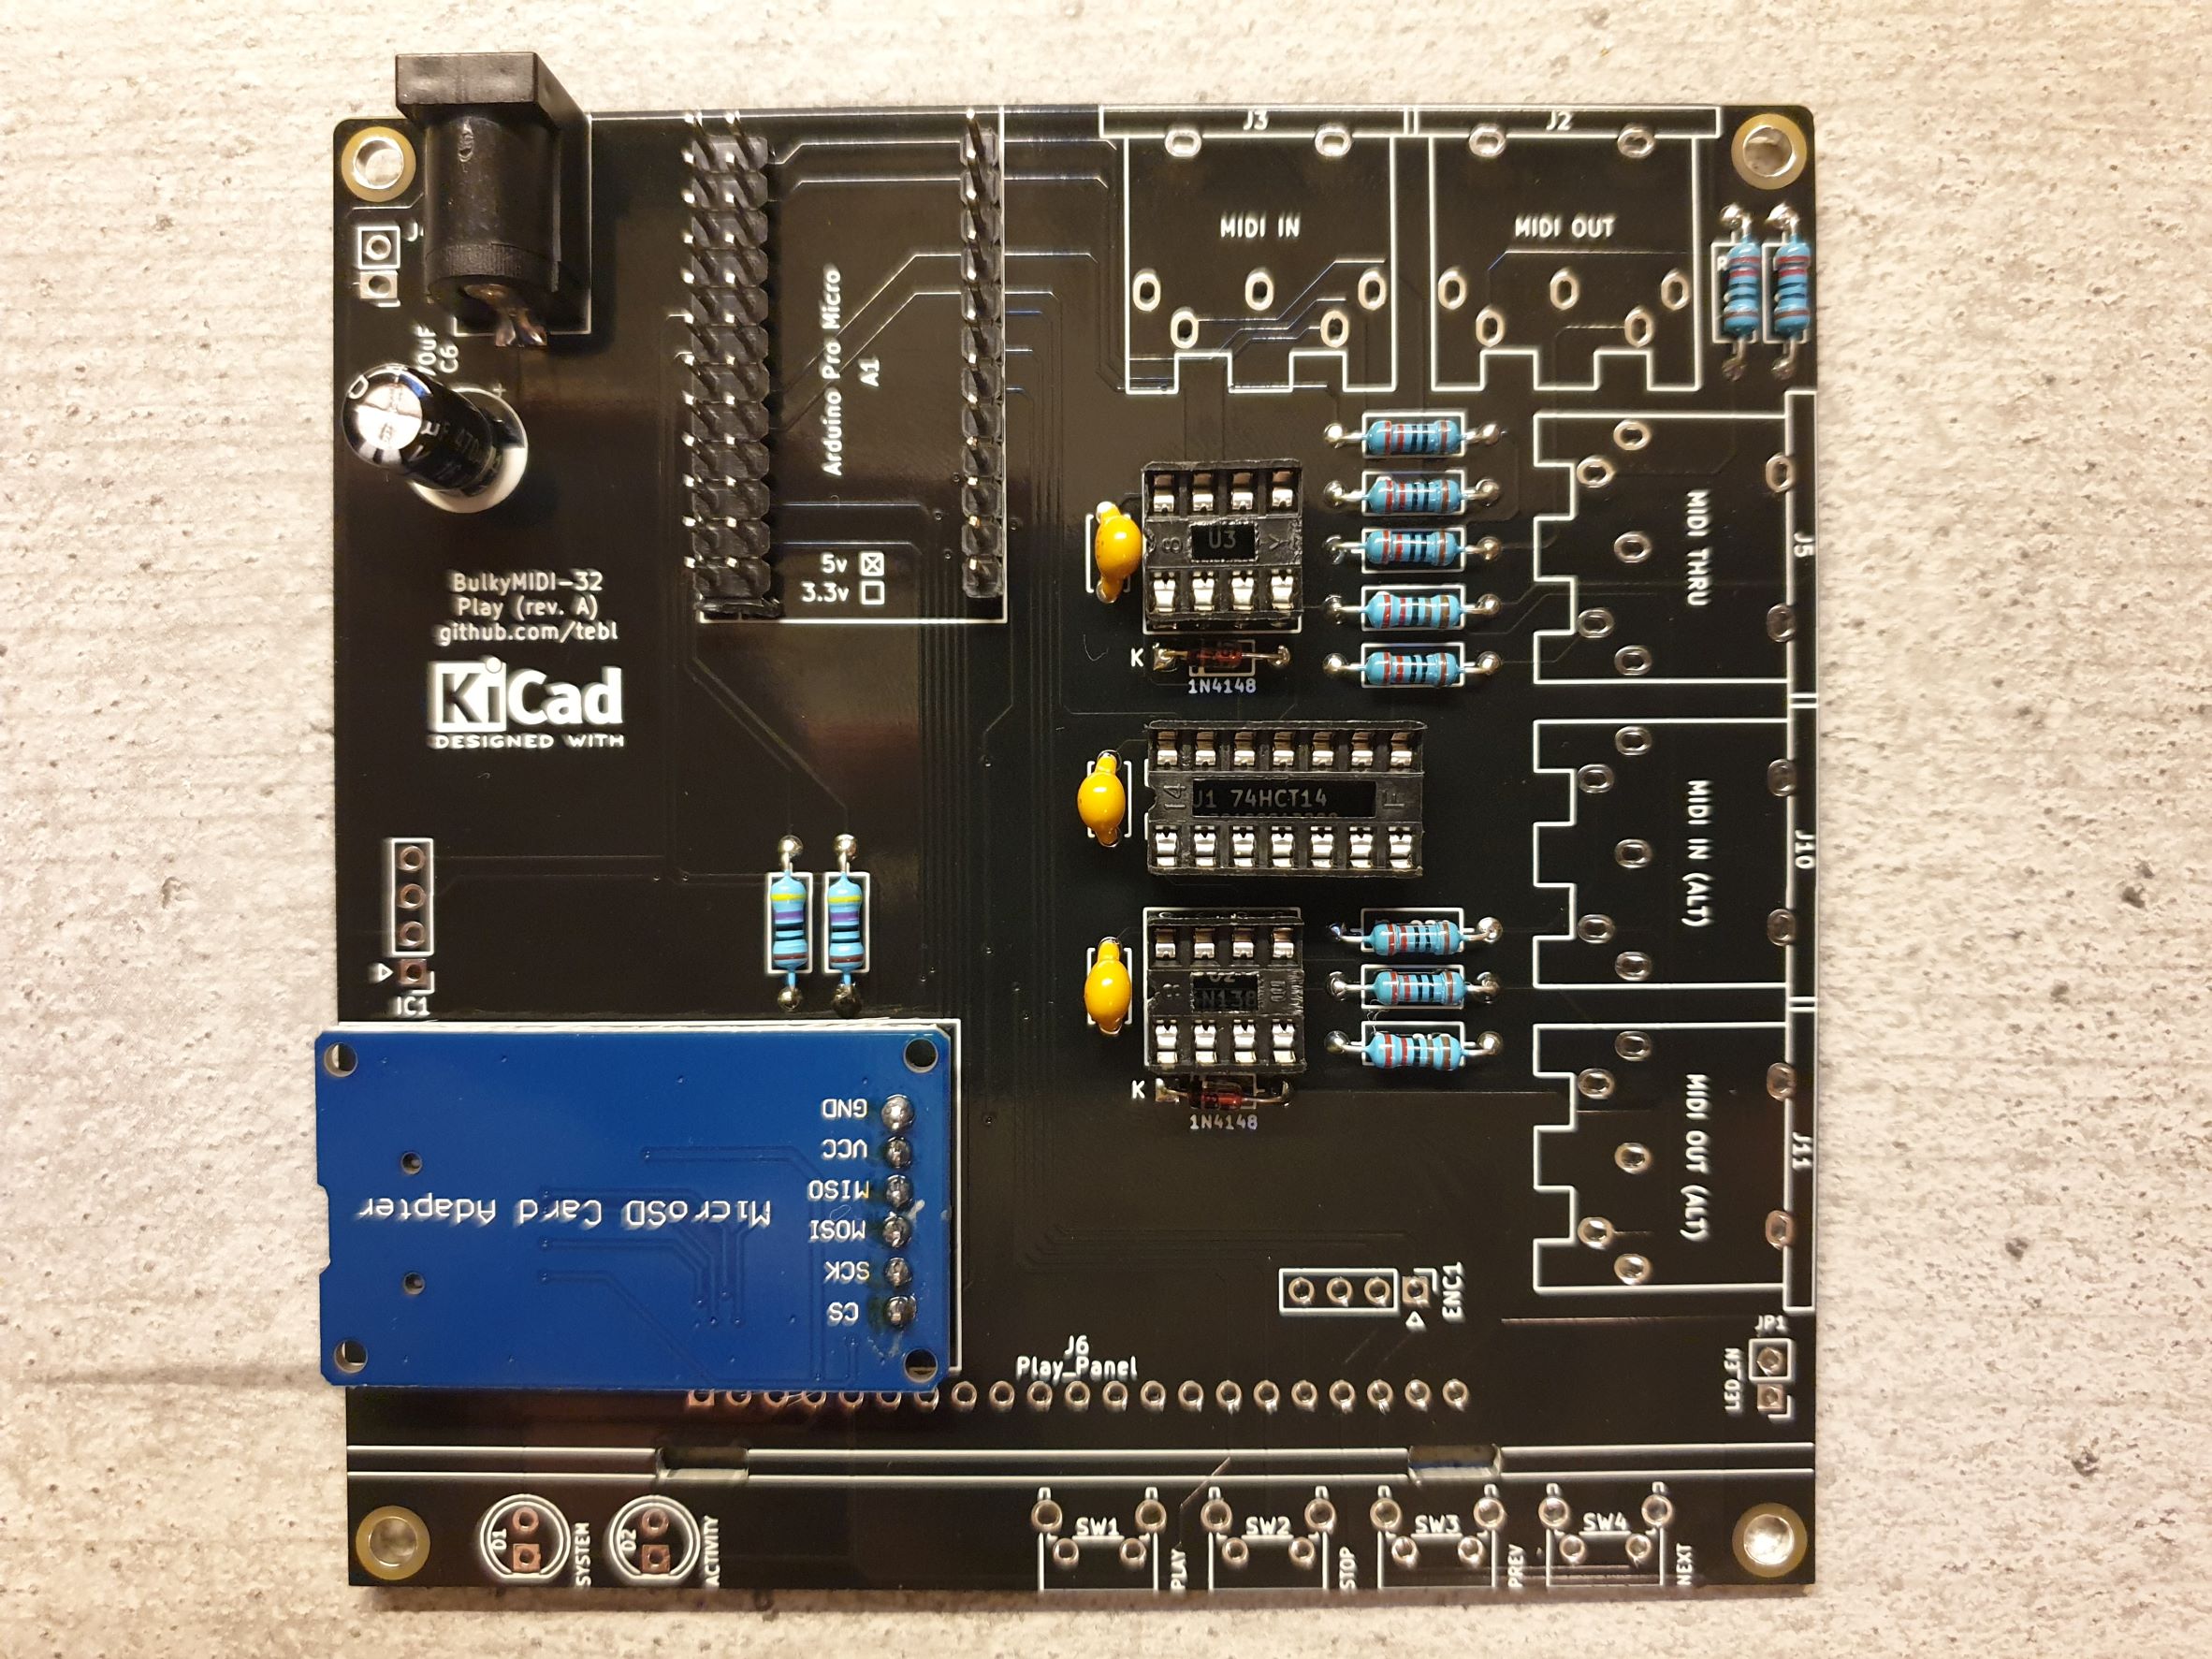 J3
J2
MIDI IN
MIDI OUT
Arduino Pro Micro
A1
C6
5v
3.3v
BulkyMIDI-32
Play (rev. A)
github.com/tebl
KiCad
DESIGNED WITH
U3
K
1N4148
MIDI THRU
J5
14
U1 74HCT14
MIDI IN (ALT)
J10
IC1
U2
K
1N4148
MIDI OUT (ALT)
J11
GND
VCC
MISO
MOSI
SCK
CS
MicroSD Card Adapter
ENC1
J6
Play_Panel
JP1
LED_EN
D1
SYSTEM
D2
ACTIVITY
SW1
PLAY
SW2
STOP
SW3
PREV
SW4
NEXT